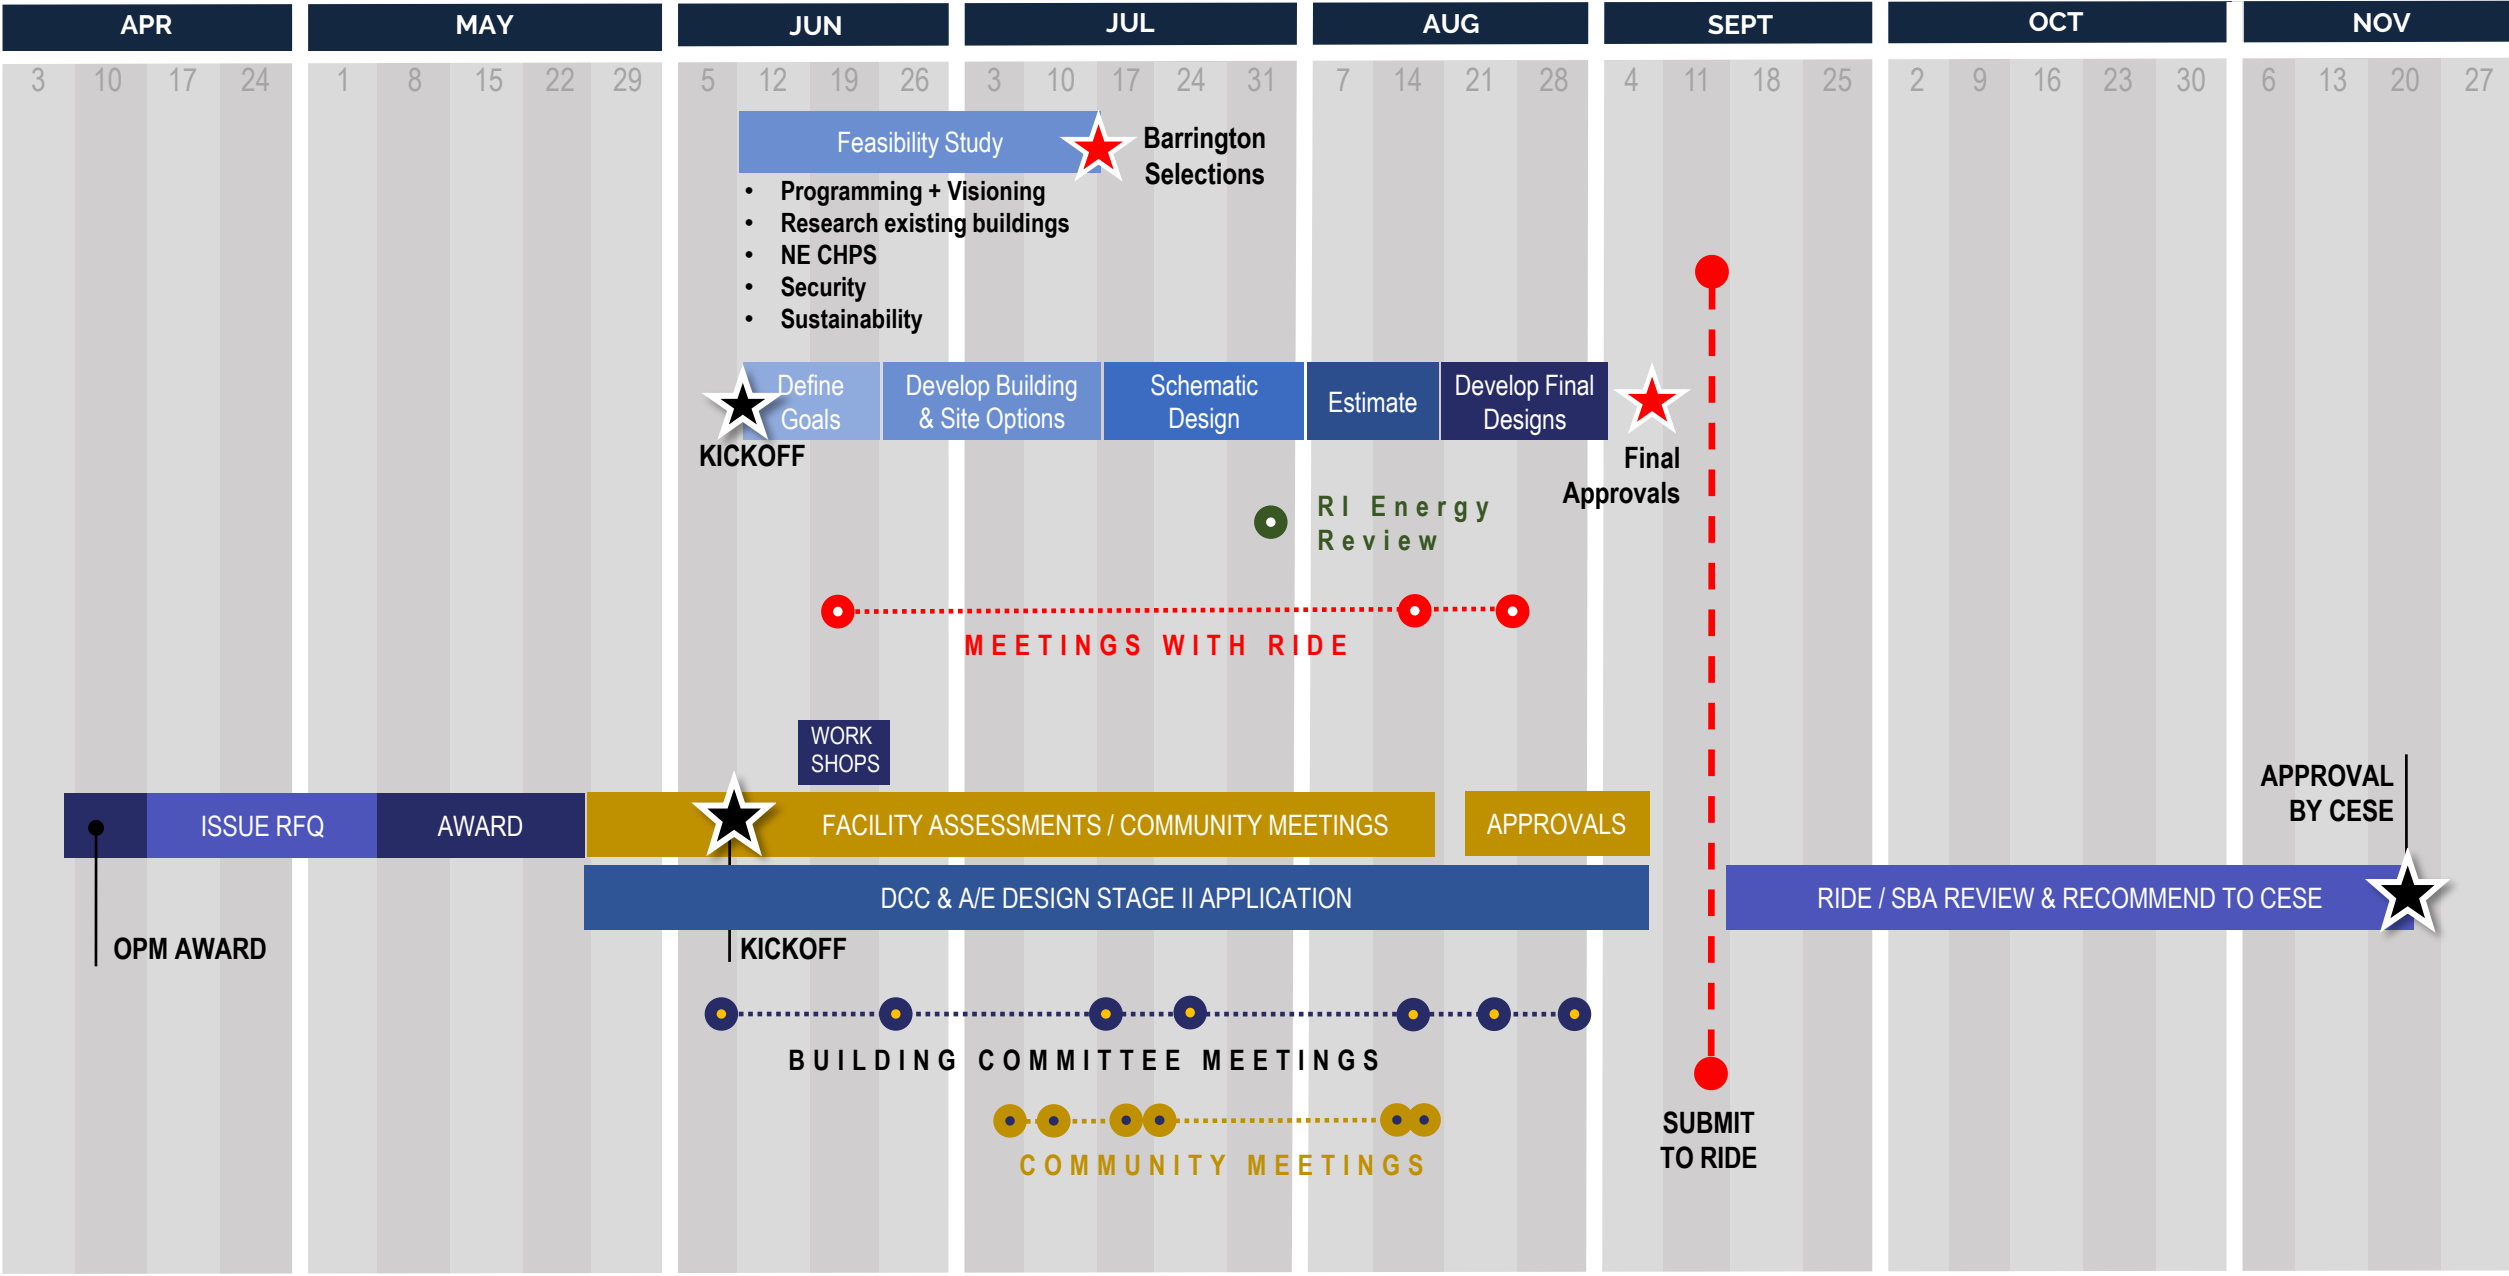 APR MAY JUN JUL AUG SEPT OCT NOV
3 10 17 24 1 8 15 22 29 5 12 19 26 3 10 17 24 31 7 14 21 28 4 11 18 25 2 9 16 23 30 6 13 20 27
Feasibility Study
Barrington
Selections
• Programming + Visioning
• Research existing buildings
• NE CHPS
• Security
• Sustainability
Define
Goals
Develop Building
& Site Options
Schematic
Design
Estimate
Develop Final
Designs
KICKOFF
Final
Approvals
RI Energy
Review
MEETINGS WITH RIDE
WORK
SHOPS
APPROVAL
BY CESE
ISSUE RFQ
AWARD
FACILITY ASSESSMENTS / COMMUNITY MEETINGS
APPROVALS
DCC & A/E DESIGN STAGE II APPLICATION
RIDE / SBA REVIEW & RECOMMEND TO CESE
OPM AWARD
KICKOFF
BUILDING COMMITTEE MEETINGS
COMMUNITY MEETINGS
SUBMIT
TO RIDE